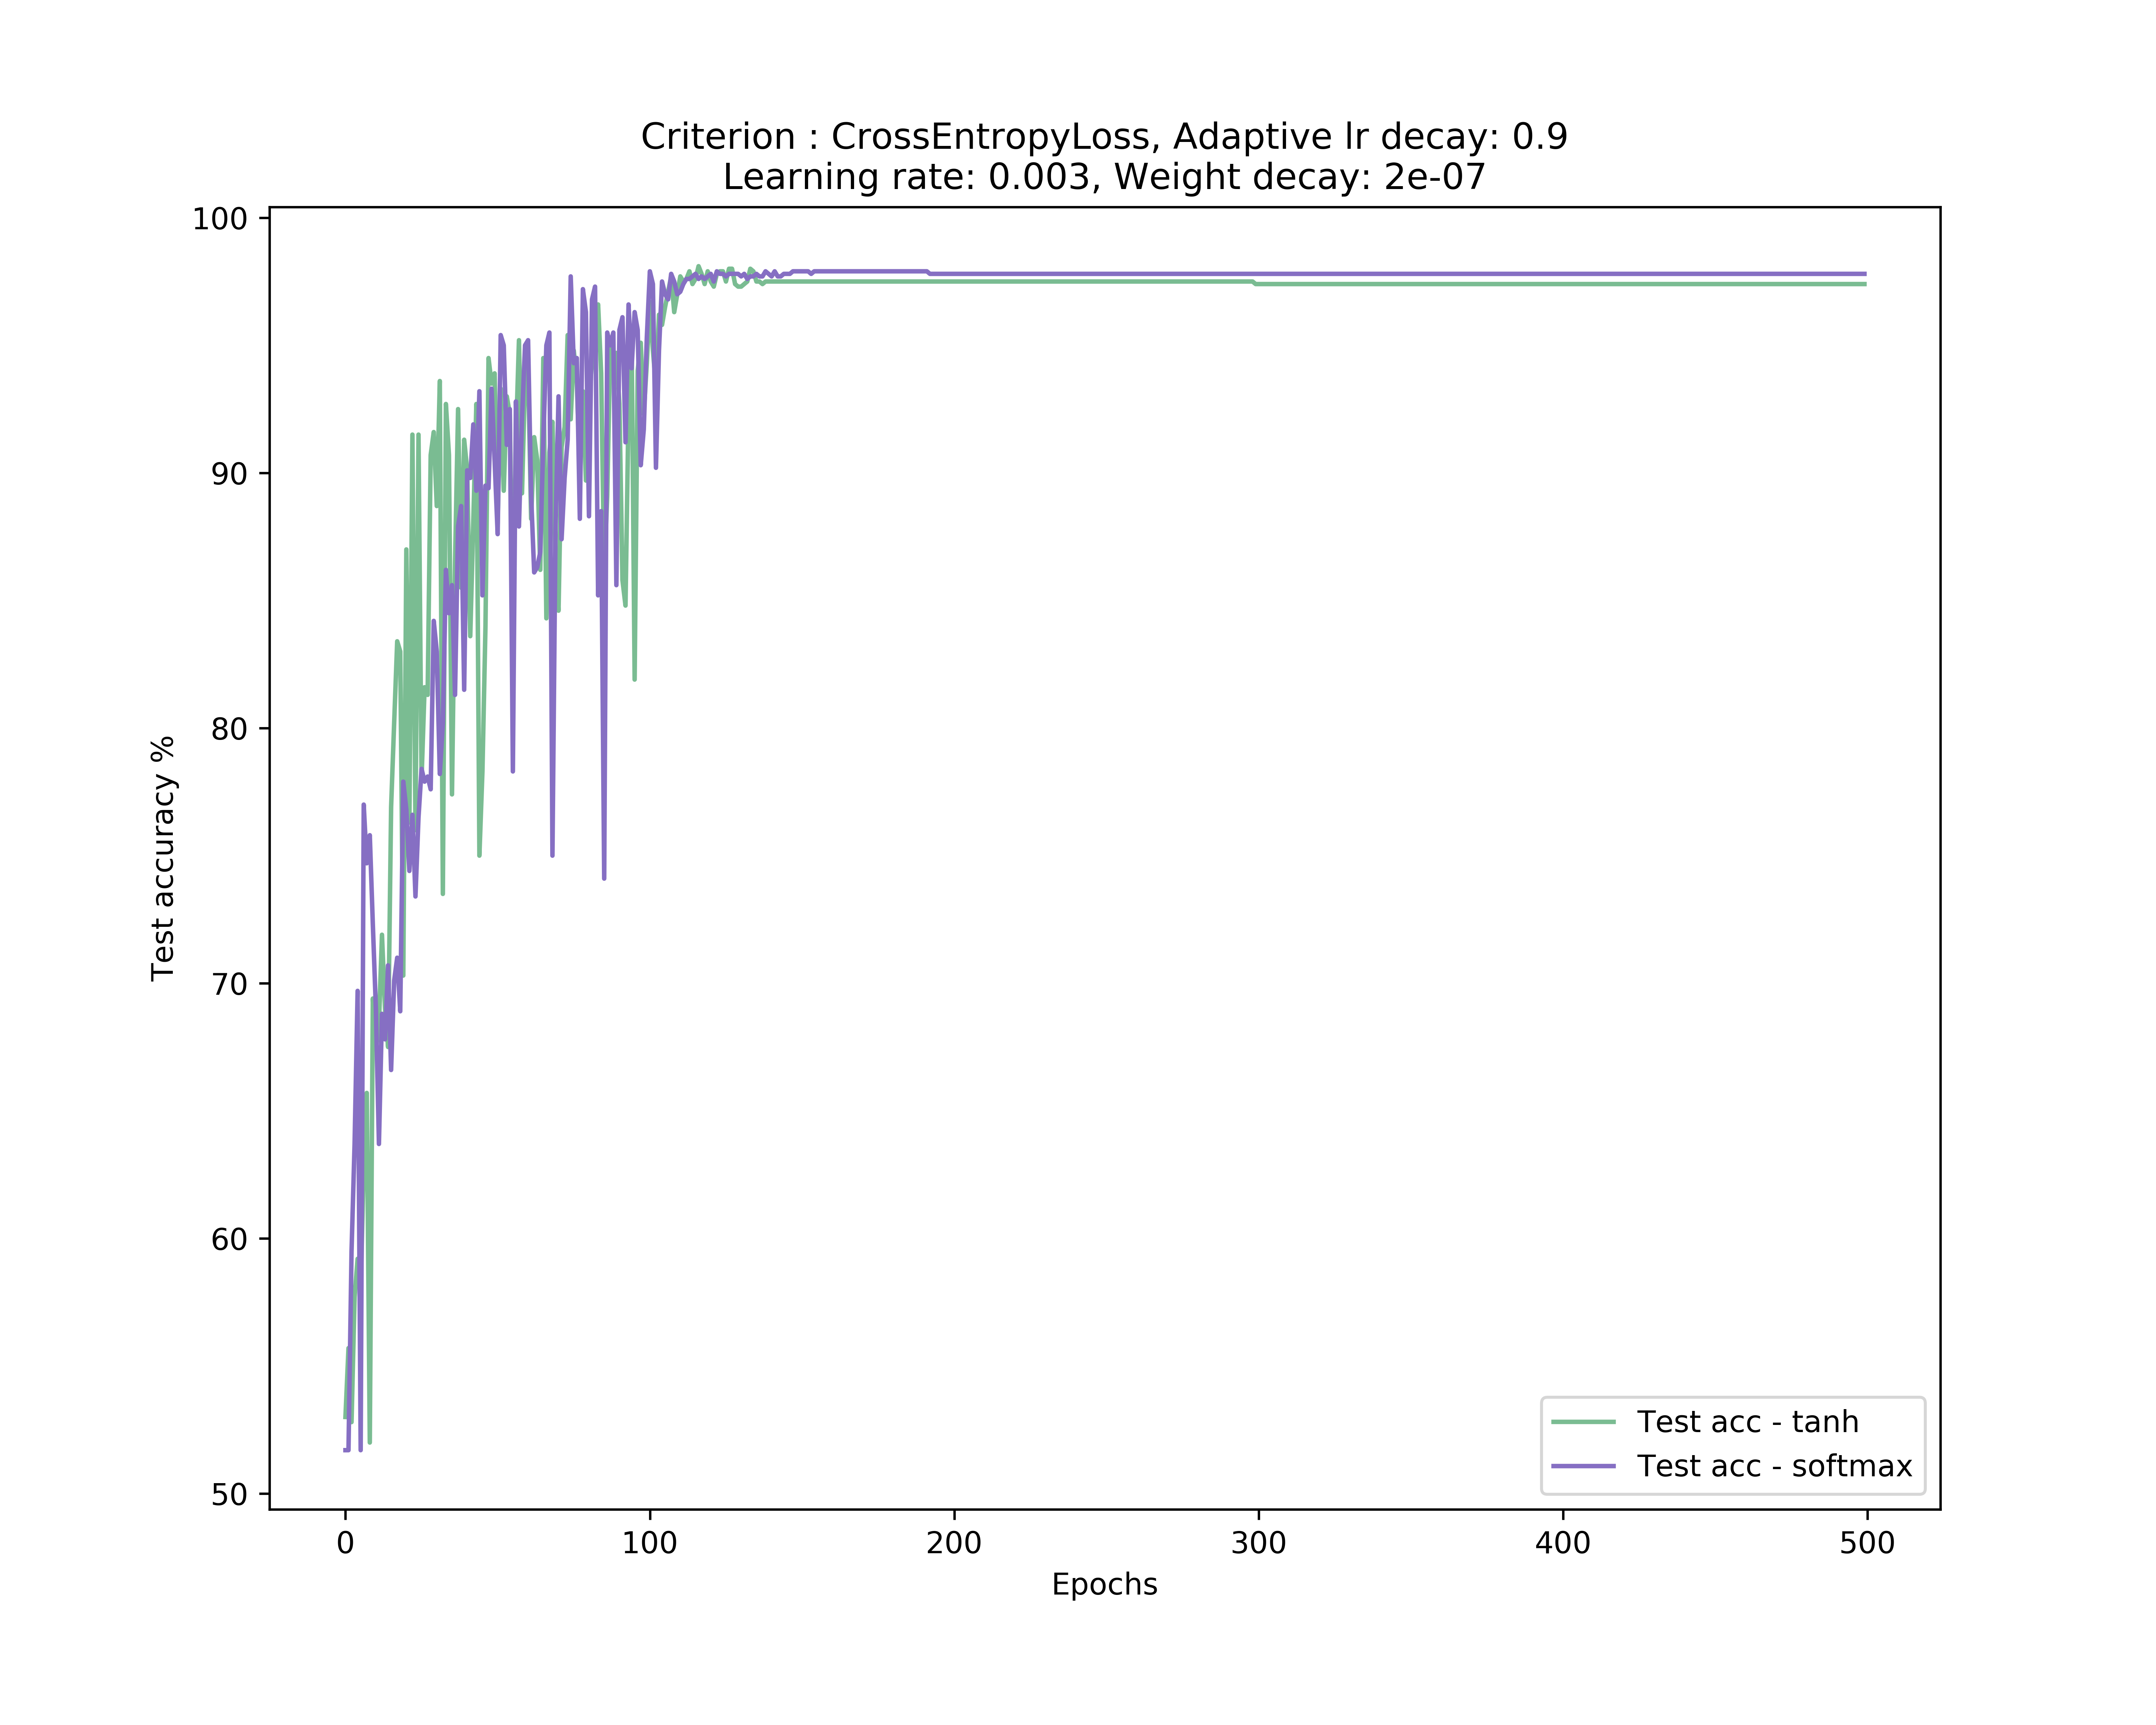 Criterion : CrossEntropyLoss, Adaptive lr decay: 0.9
Learning rate: 0.003, Weight decay: 2e-07
100
90
80
70
60
50
Test accuracy %
0
100
200
300
400
500
Epochs
Test acc - tanh
Test acc - softmax